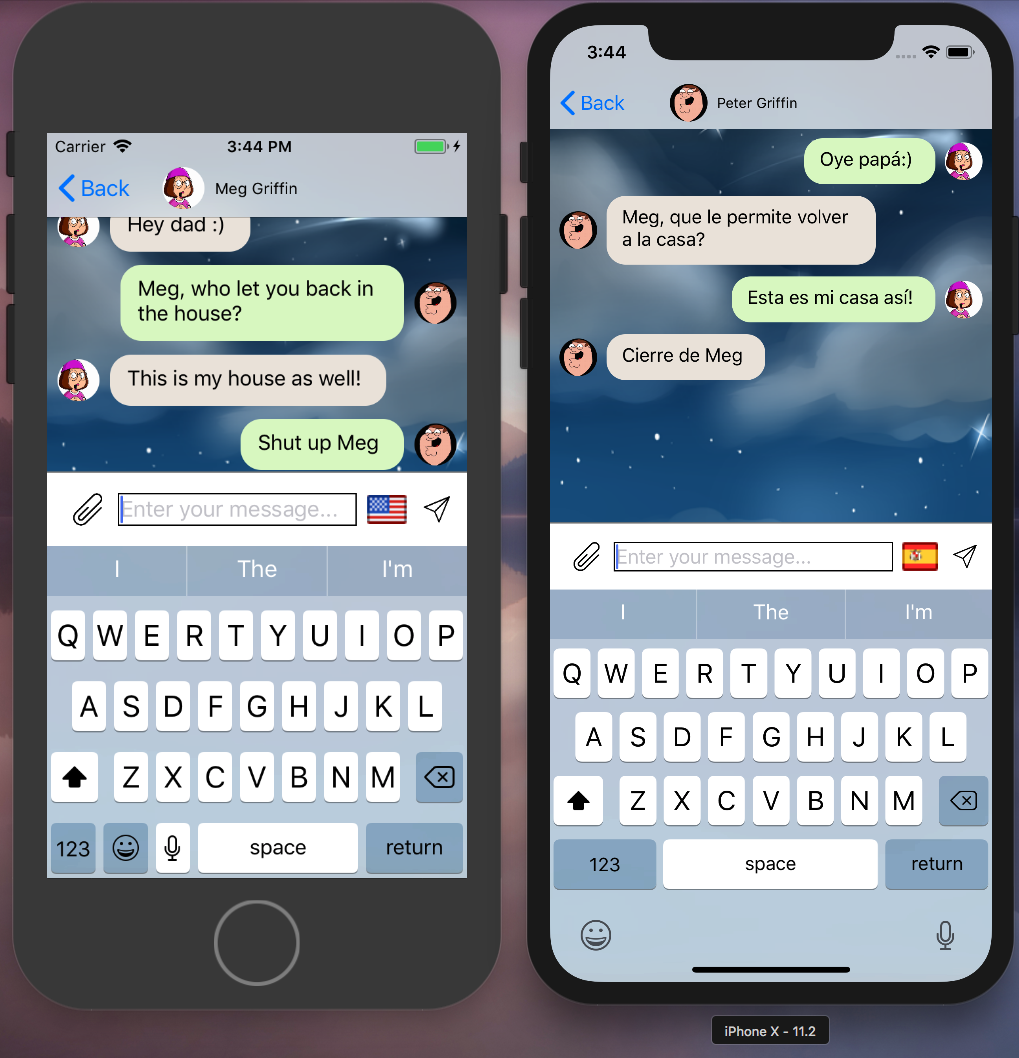 Carrier
3:44 PM
Back
Meg Griffin
Hey dad :)
Meg, who let you back in
the house?
This is my house as well!
Shut up Meg
Enter your message...
I
The
I'm
Q W E R T Y U I O P
A S D F G H J K L
Z X C V B N M
123
space
return
3:44
Back
Peter Griffin
Oye papá:)
Meg, que le permite volver
a la casa?
Esta es mi casa así!
Cierre de Meg
Enter your message...
I
The
I'm
Q W E R T Y U I O P
A S D F G H J K L
Z X C V B N M
123
space
return
iPhone X - 11.2